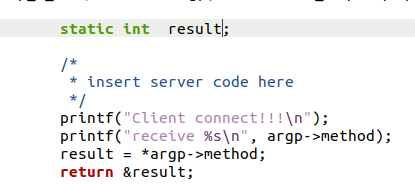 static int  result;
/*
 * insert server code here
 */
printf("Client connect!!!\n");
printf("receive %s\n", argp->method);
result = *argp->method;
return &result;